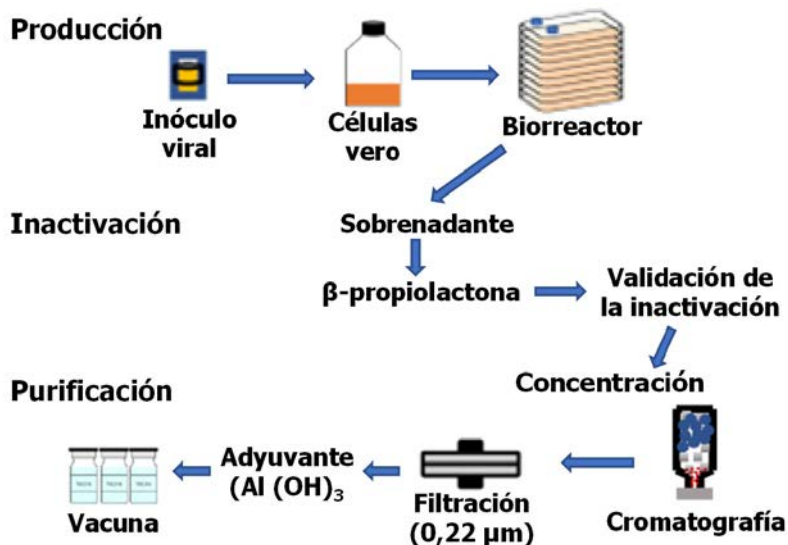 Producción
Inóculo
viral
Células
vero
Biorreactor
Inactivación
Sobrenadante
β-propiolactona
Validación de
la inactivación
Concentración
Purificación
Vacuna
Adyuvante
(Al (OH)₃
Filtración
(0,22 µm)
Cromatografía